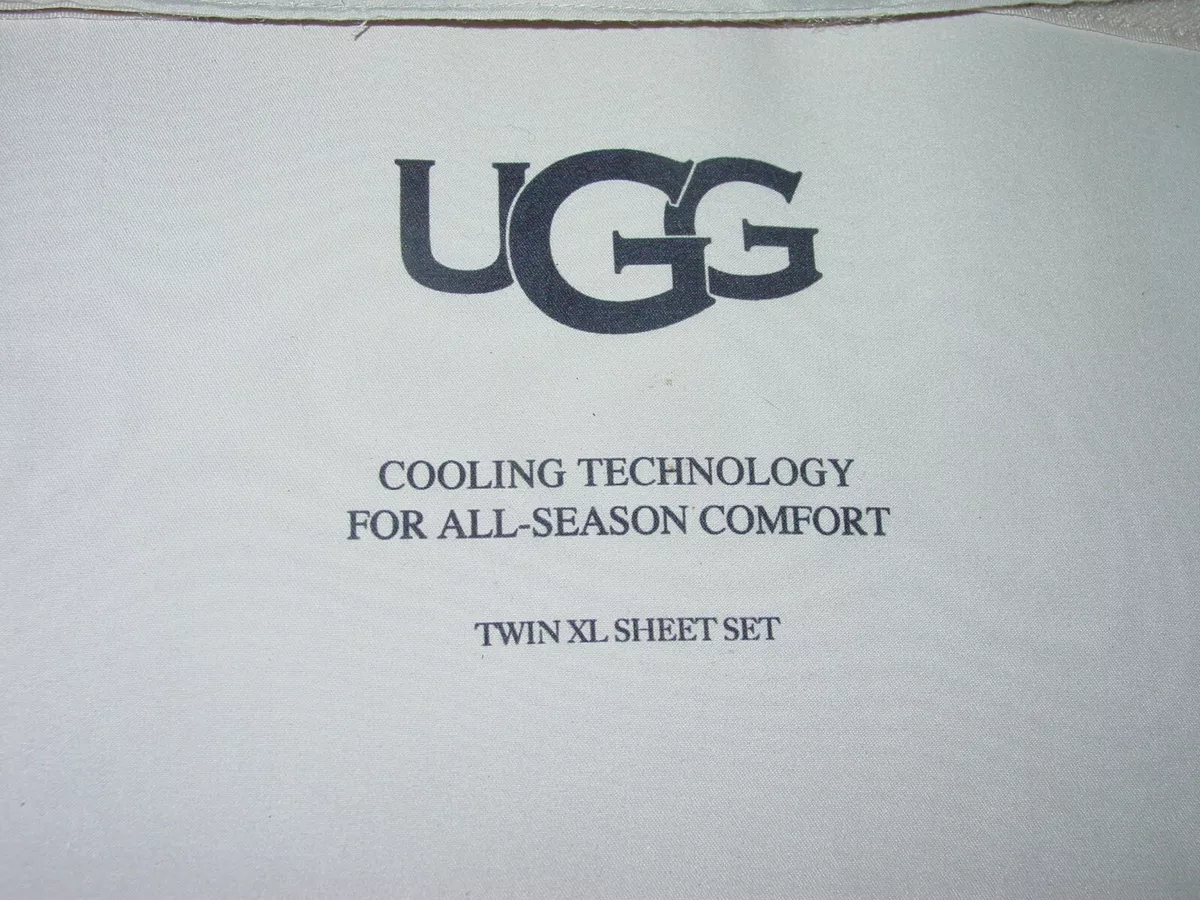 UGG
COOLING TECHNOLOGY
FOR ALL-SEASON COMFORT
TWIN XL SHEET SET